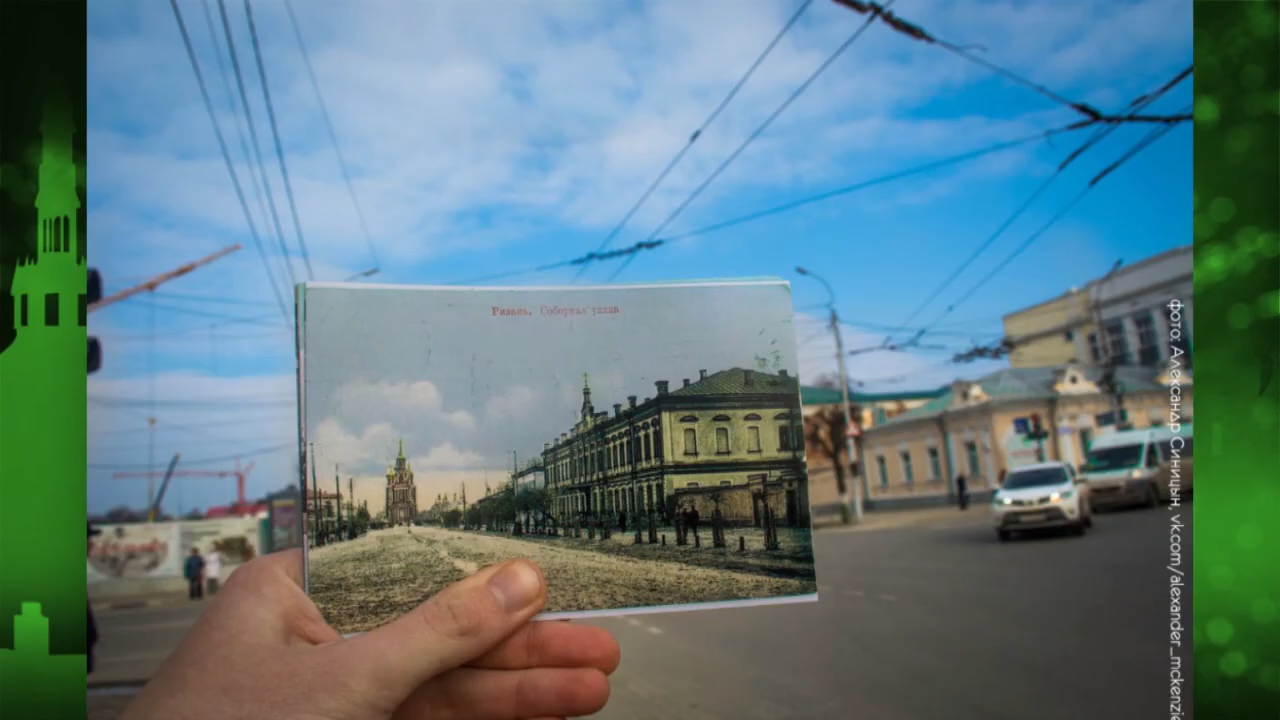 Рязань. Соборная улица
фото: Александр Синицын, vk.com/alexander_mckenzie